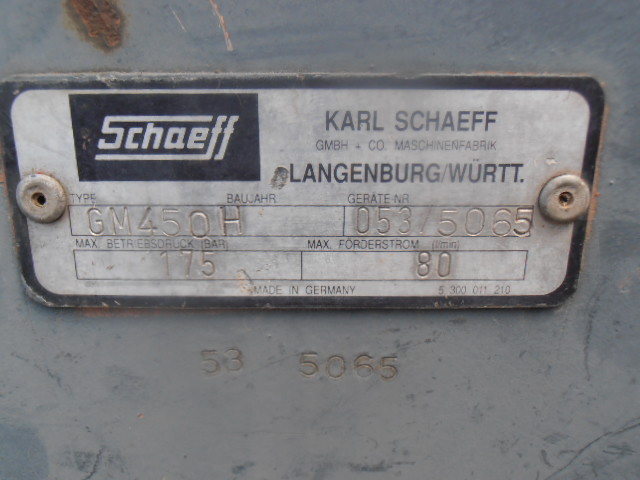 Schaeff
KARL SCHAEFF
GMBH + CO. MASCHINENFABRIK
LANGENBURG/WÜRTT.
TYPE BAUJAHR GERÄTE-NR
GM450H 053/5065
MAX. BETRIEBSDRUCK (BAR) MAX. FÖRDERSTROM (l/min)
175 80
MADE IN GERMANY 5 300 011 210
53 5065